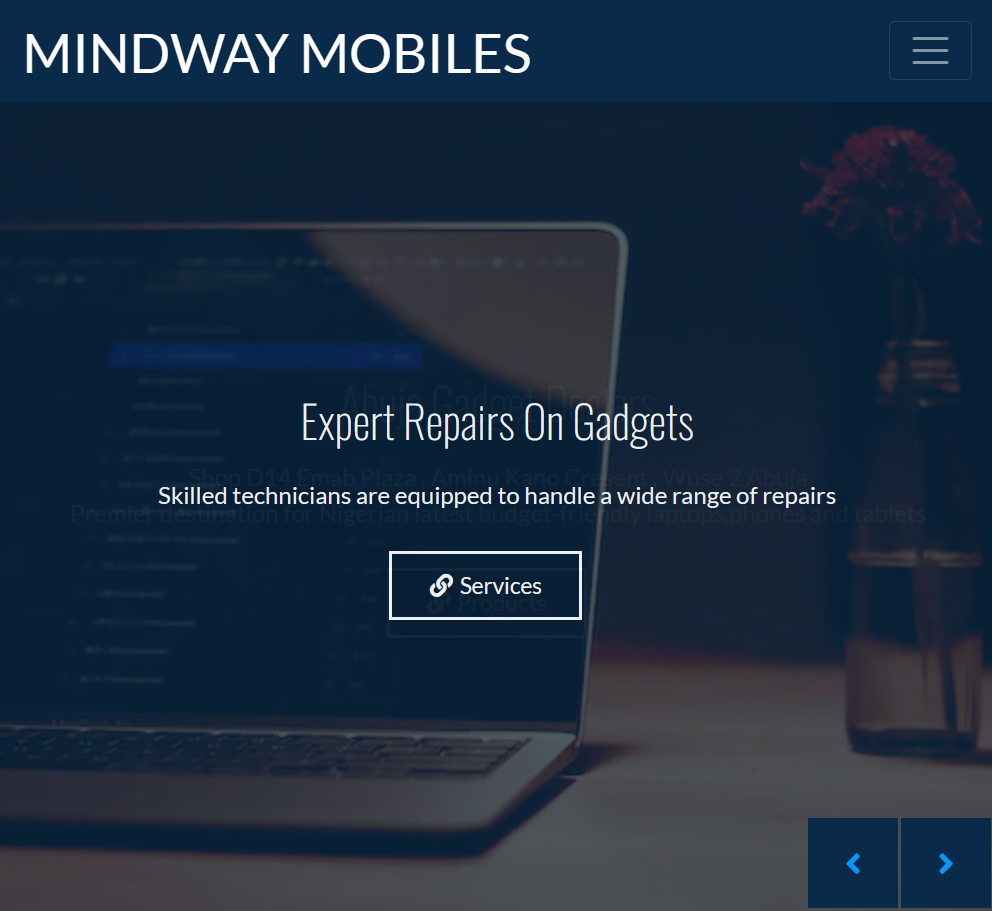 MINDWAY MOBILES
Abuja Gadget Dealers
Expert Repairs On Gadgets
Shop D14 Emab Plaza , Aminu Kano Cresent , Wuse 2 Abuja
Skilled technicians are equipped to handle a wide range of repairs
Premier destination for Nigerian latest budget-friendly laptops,phones and tablets
Services
Products